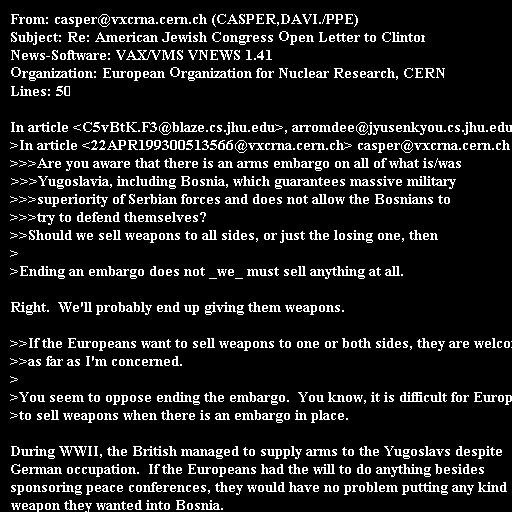 From: casper@vxcrna.cern.ch (CASPER,DAVI./PPE)
Subject: Re: American Jewish Congress Open Letter to Clinton
News-Software: VAX/VMS VNEWS 1.41
Organization: European Organization for Nuclear Research, CERN
Lines: 50

In article <C5vBtK.F3@blaze.cs.jhu.edu>, arromdee@jyusenkyou.cs.jhu.edu
>In article <22APR199300513566@vxcrna.cern.ch> casper@vxcrna.cern.ch
>>>Are you aware that there is an arms embargo on all of what is/was
>>>Yugoslavia, including Bosnia, which guarantees massive military
>>>superiority of Serbian forces and does not allow the Bosnians to
>>>try to defend themselves?
>>Should we sell weapons to all sides, or just the losing one, then
>
>Ending an embargo does not _we_ must sell anything at all.

Right.  We'll probably end up giving them weapons.

>>If the Europeans want to sell weapons to one or both sides, they are welco
>>as far as I'm concerned.
>
>You seem to oppose ending the embargo.  You know, it is difficult for Europ
>to sell weapons when there is an embargo in place.

During WWII, the British managed to supply arms to the Yugoslavs despite
German occupation.  If the Europeans had the will to do anything besides
sponsoring peace conferences, they would have no problem putting any kind
weapon they wanted into Bosnia.